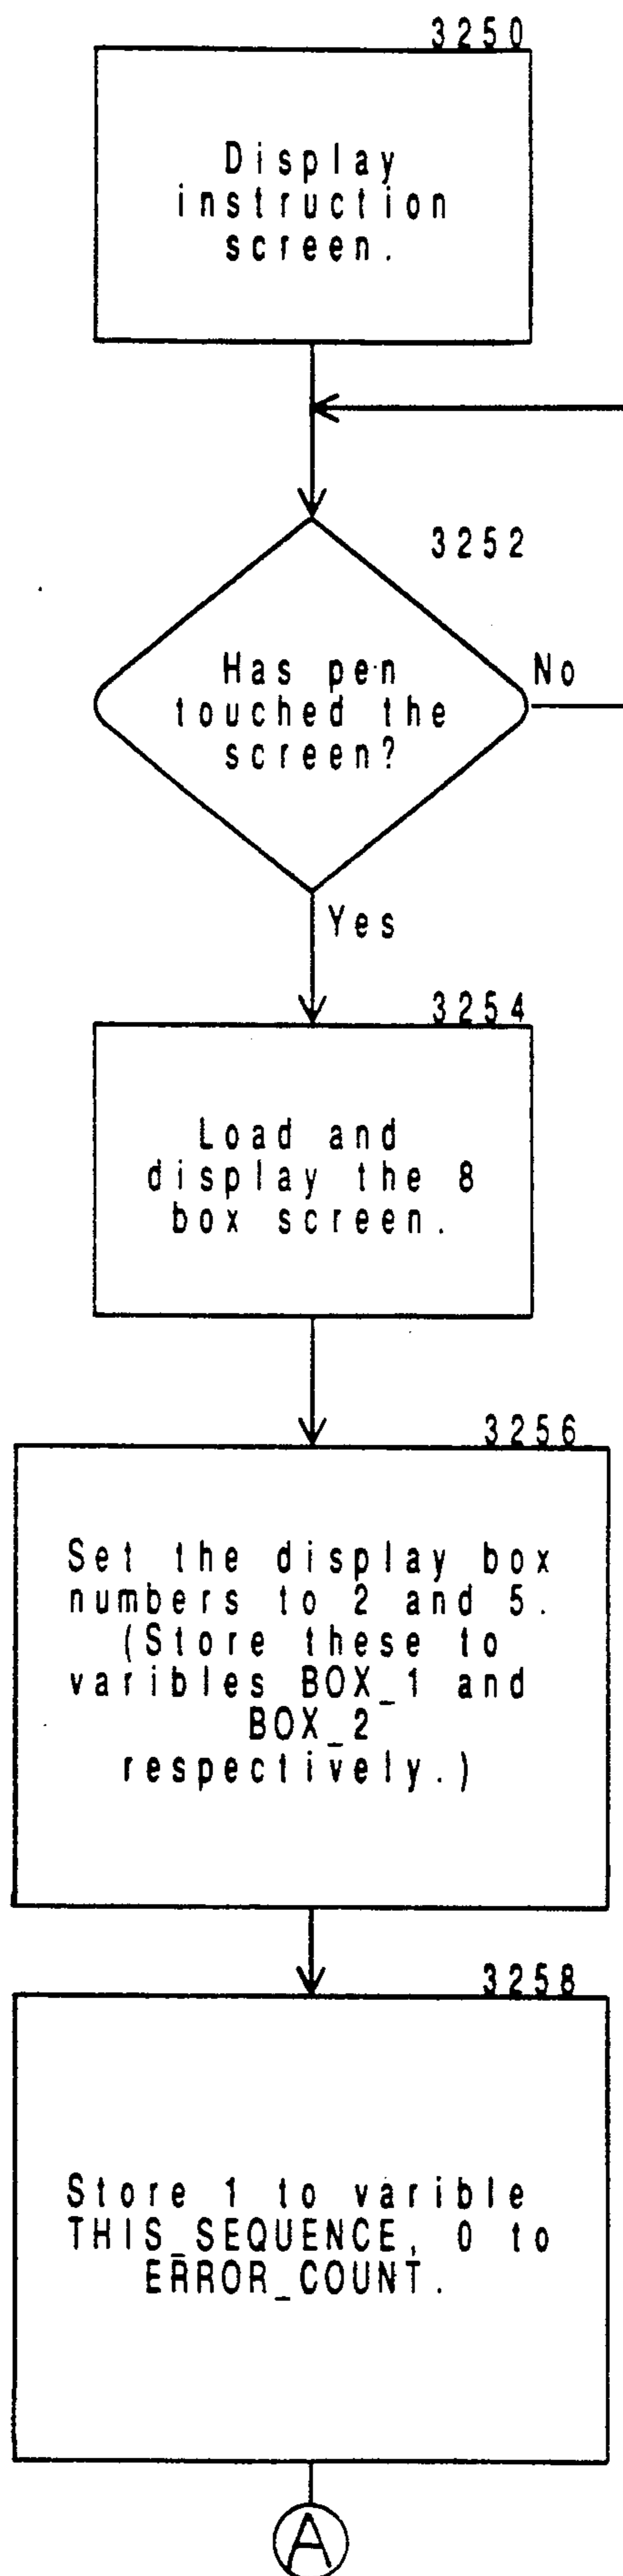 3250
Display
instruction
screen.
3252
Has pen
touched the
screen?
No
Yes
3254
Load and
display the 8
box screen.
3256
Set the display box
numbers to 2 and 5.
(Store these to
varibles BOX_1 and
BOX_2
respectively.)
3258
Store 1 to varible
THIS_SEQUENCE, 0 to
ERROR_COUNT.
A